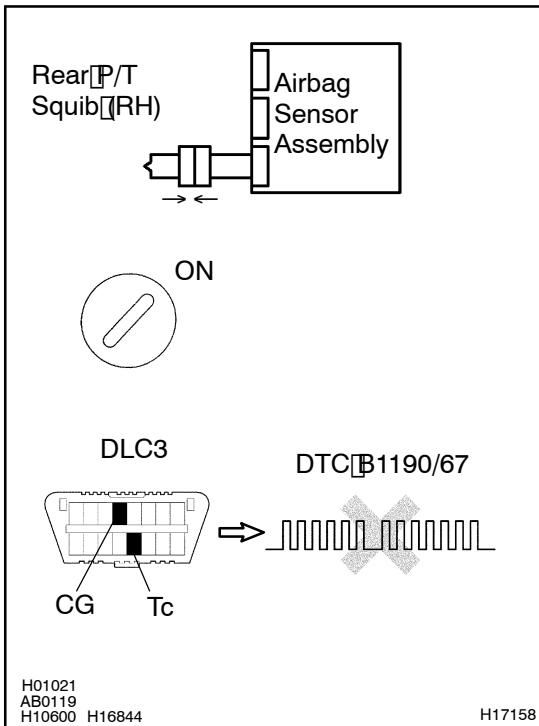 Rear P/T
Squib (RH)
Airbag
Sensor
Assembly
ON
DLC3
DTC B1190/67
CG
Tc
H01021
AB0119
H10600 H16844
H17158